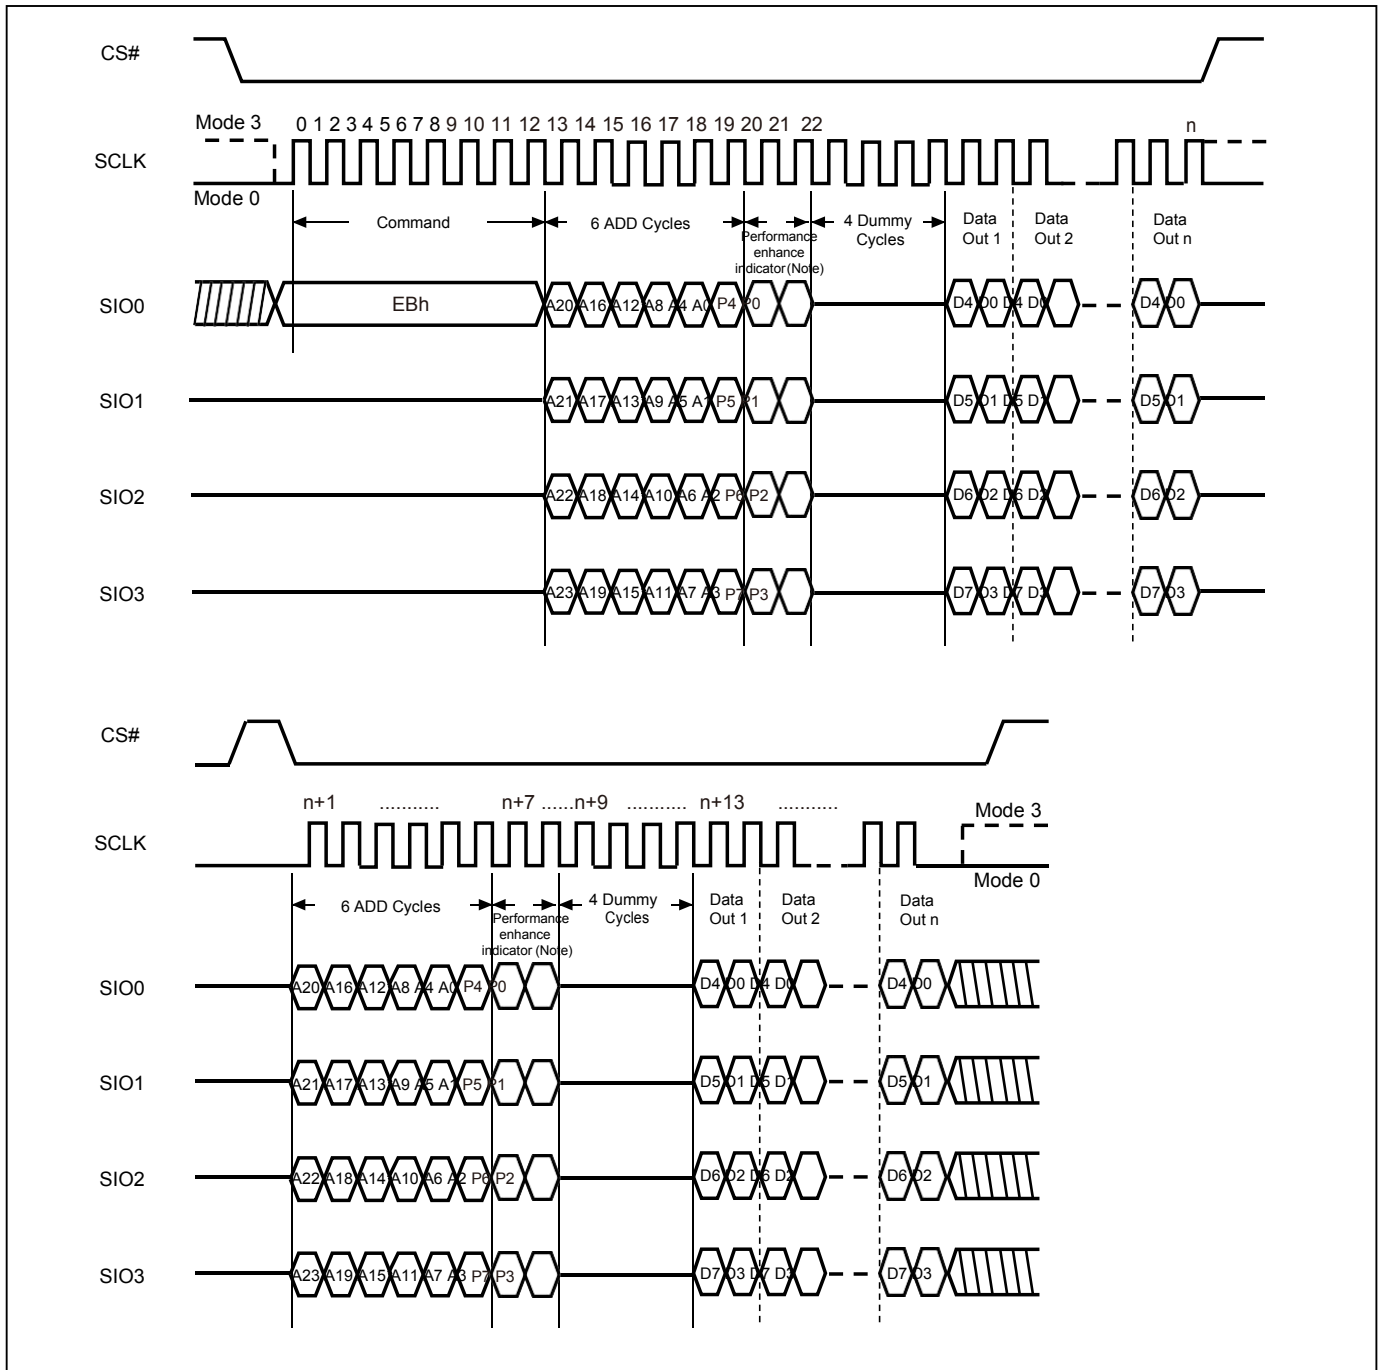 CS#
Mode 3
0 1 2 3 4 5 6 7 8 9 10 11 12 13 14 15 16 17 18 19 20 21 22 n
SCLK
Mode 0
Command
6 ADD Cycles
Performance
enhance
indicator (Note)
4 Dummy
Cycles
Data
Out 1
Data
Out 2
Data
Out n
SIO0 EBh A20 A16 A12 A8 A4 A0 P4 P0 D4 D0 D4 D0 D4 D0
SIO1 A21 A17 A13 A9 A5 A1 P5 P1 D5 D1 D5 D1 D5 D1
SIO2 A22 A18 A14 A10 A6 A2 P6 P2 D6 D2 D6 D2 D6 D2
SIO3 A23 A19 A15 A11 A7 A3 P7 P3 D7 D3 D7 D3 D7 D3
CS#
n+1 ........... n+7 ......n+9 ........... n+13 ...........
Mode 3
SCLK
Mode 0
6 ADD Cycles
Performance
enhance
indicator (Note)
4 Dummy
Cycles
Data
Out 1
Data
Out 2
Data
Out n
SIO0 A20 A16 A12 A8 A4 A0 P4 P0 D4 D0 D4 D0 D4 D0
SIO1 A21 A17 A13 A9 A5 A1 P5 P1 D5 D1 D5 D1 D5 D1
SIO2 A22 A18 A14 A10 A6 A2 P6 P2 D6 D2 D6 D2 D6 D2
SIO3 A23 A19 A15 A11 A7 A3 P7 P3 D7 D3 D7 D3 D7 D3